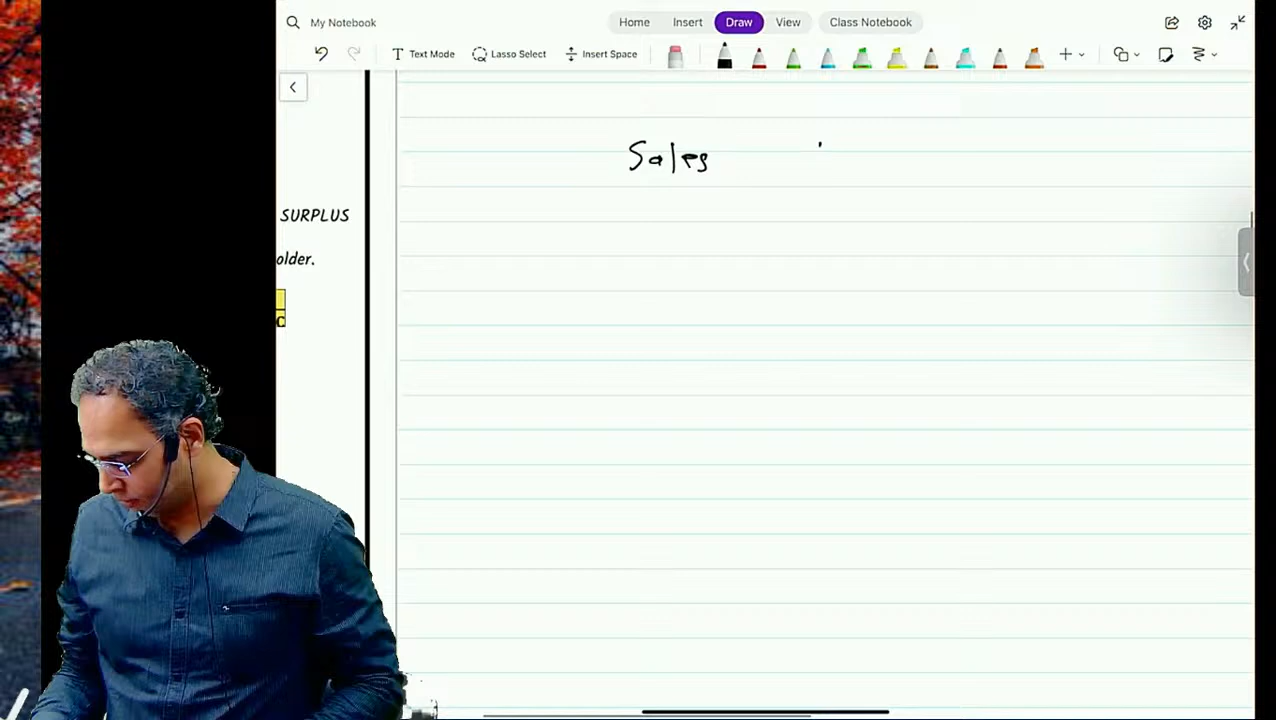 My Notebook
Home Insert Draw View Class Notebook
Text Mode Lasso Select Insert Space
Sales
SURPLUS
older.
C